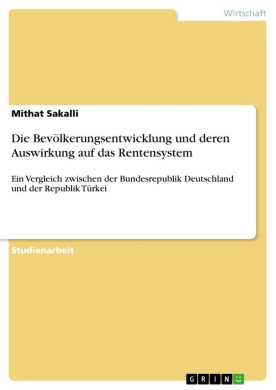 Wirtschaft
Mithat Sakalli
Die Bevölkerungsentwicklung und deren
Auswirkung auf das Rentensystem
Ein Vergleich zwischen der Bundesrepublik Deutschland
und der Republik Türkei
Studienarbeit
GRIN